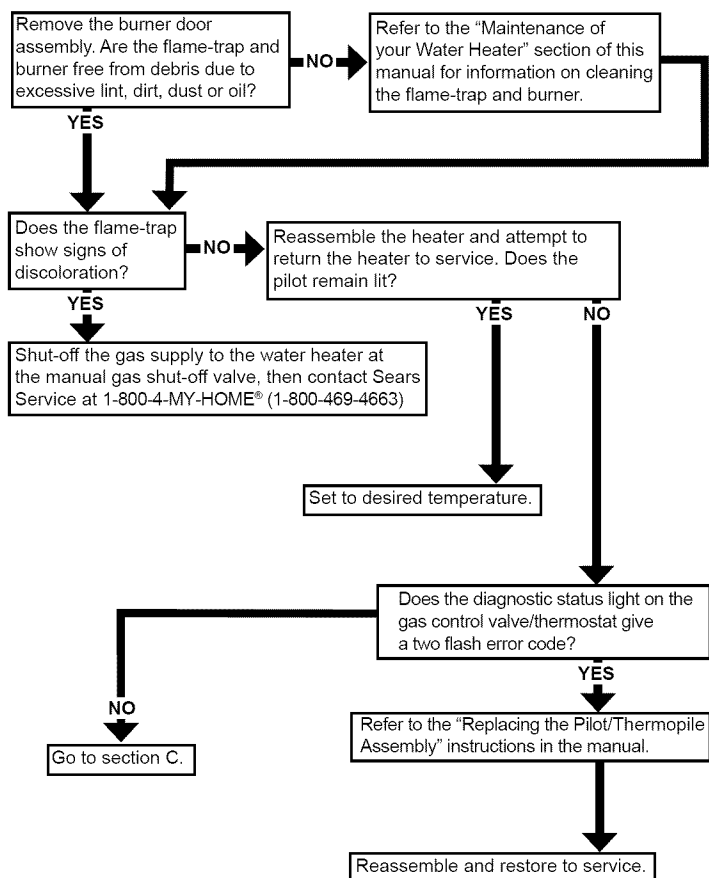 Remove the burner door
assembly. Are the flame-trap and
burner free from debris due to
excessive lint, dirt, dust or oil?
NO
Refer to the “Maintenance of
your Water Heater” section of this
manual for information on cleaning
the flame-trap and burner.
YES
Does the flame-trap
show signs of
discoloration?
NO
Reassemble the heater and attempt to
return the heater to service. Does the
pilot remain lit?
YES
Shut-off the gas supply to the water heater at
the manual gas shut-off valve, then contact Sears
Service at 1-800-4-MY-HOME® (1-800-469-4663)
YES
NO
Set to desired temperature.
Does the diagnostic status light on the
gas control valve/thermostat give
a two flash error code?
NO
Go to section C.
YES
Refer to the “Replacing the Pilot/Thermopile
Assembly” instructions in the manual.
Reassemble and restore to service.